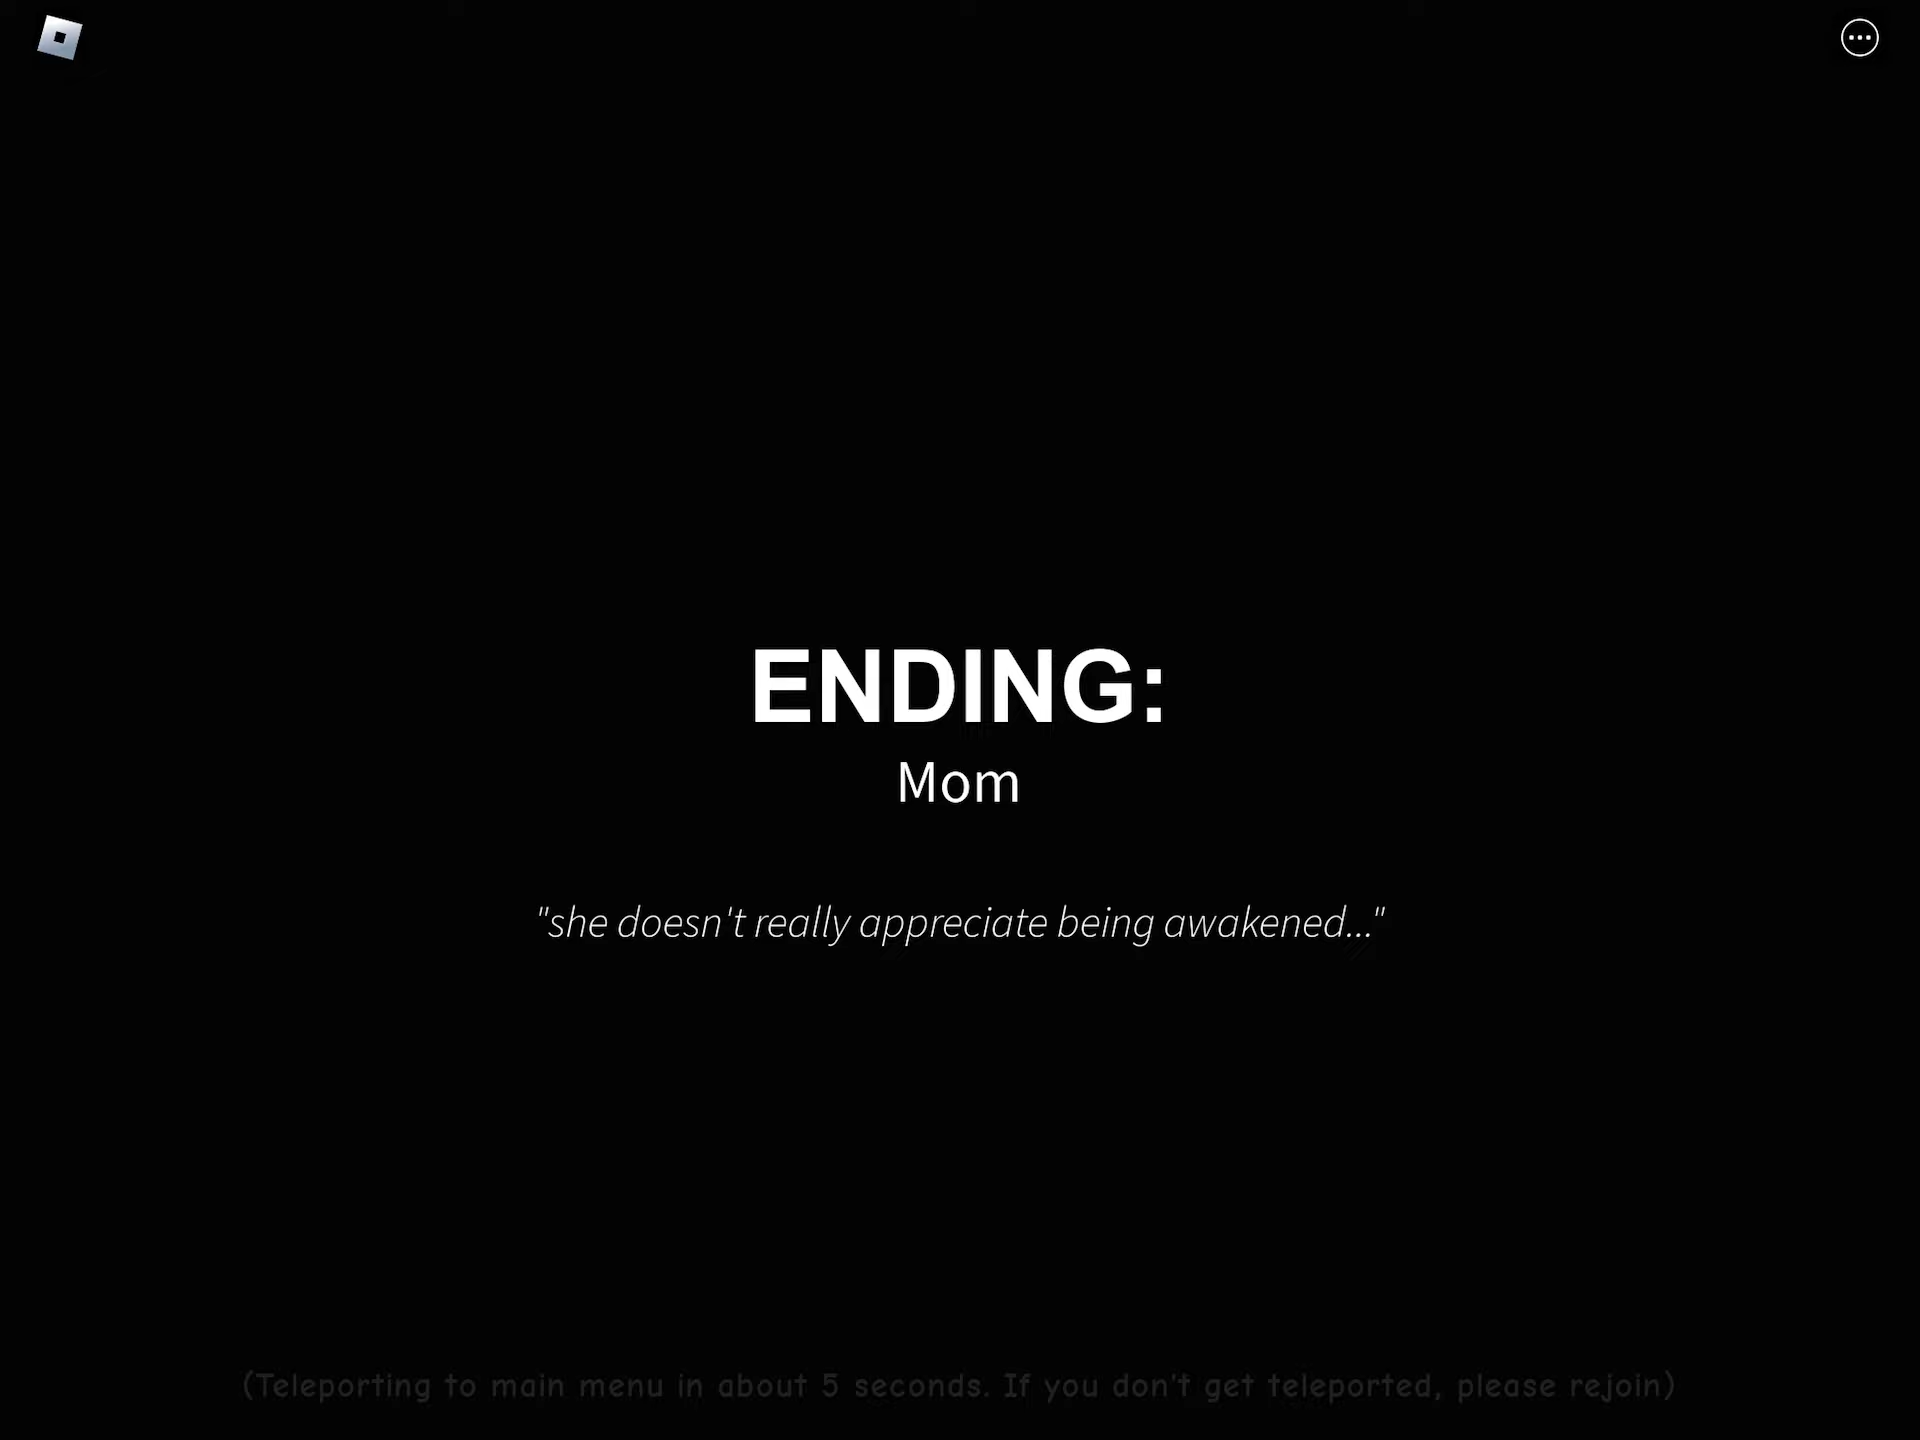 ENDING:
Mom
"she doesn't really appreciate being awakened..."
(Teleporting to main menu in about 5 seconds. If you don't get teleported, please rejoin)